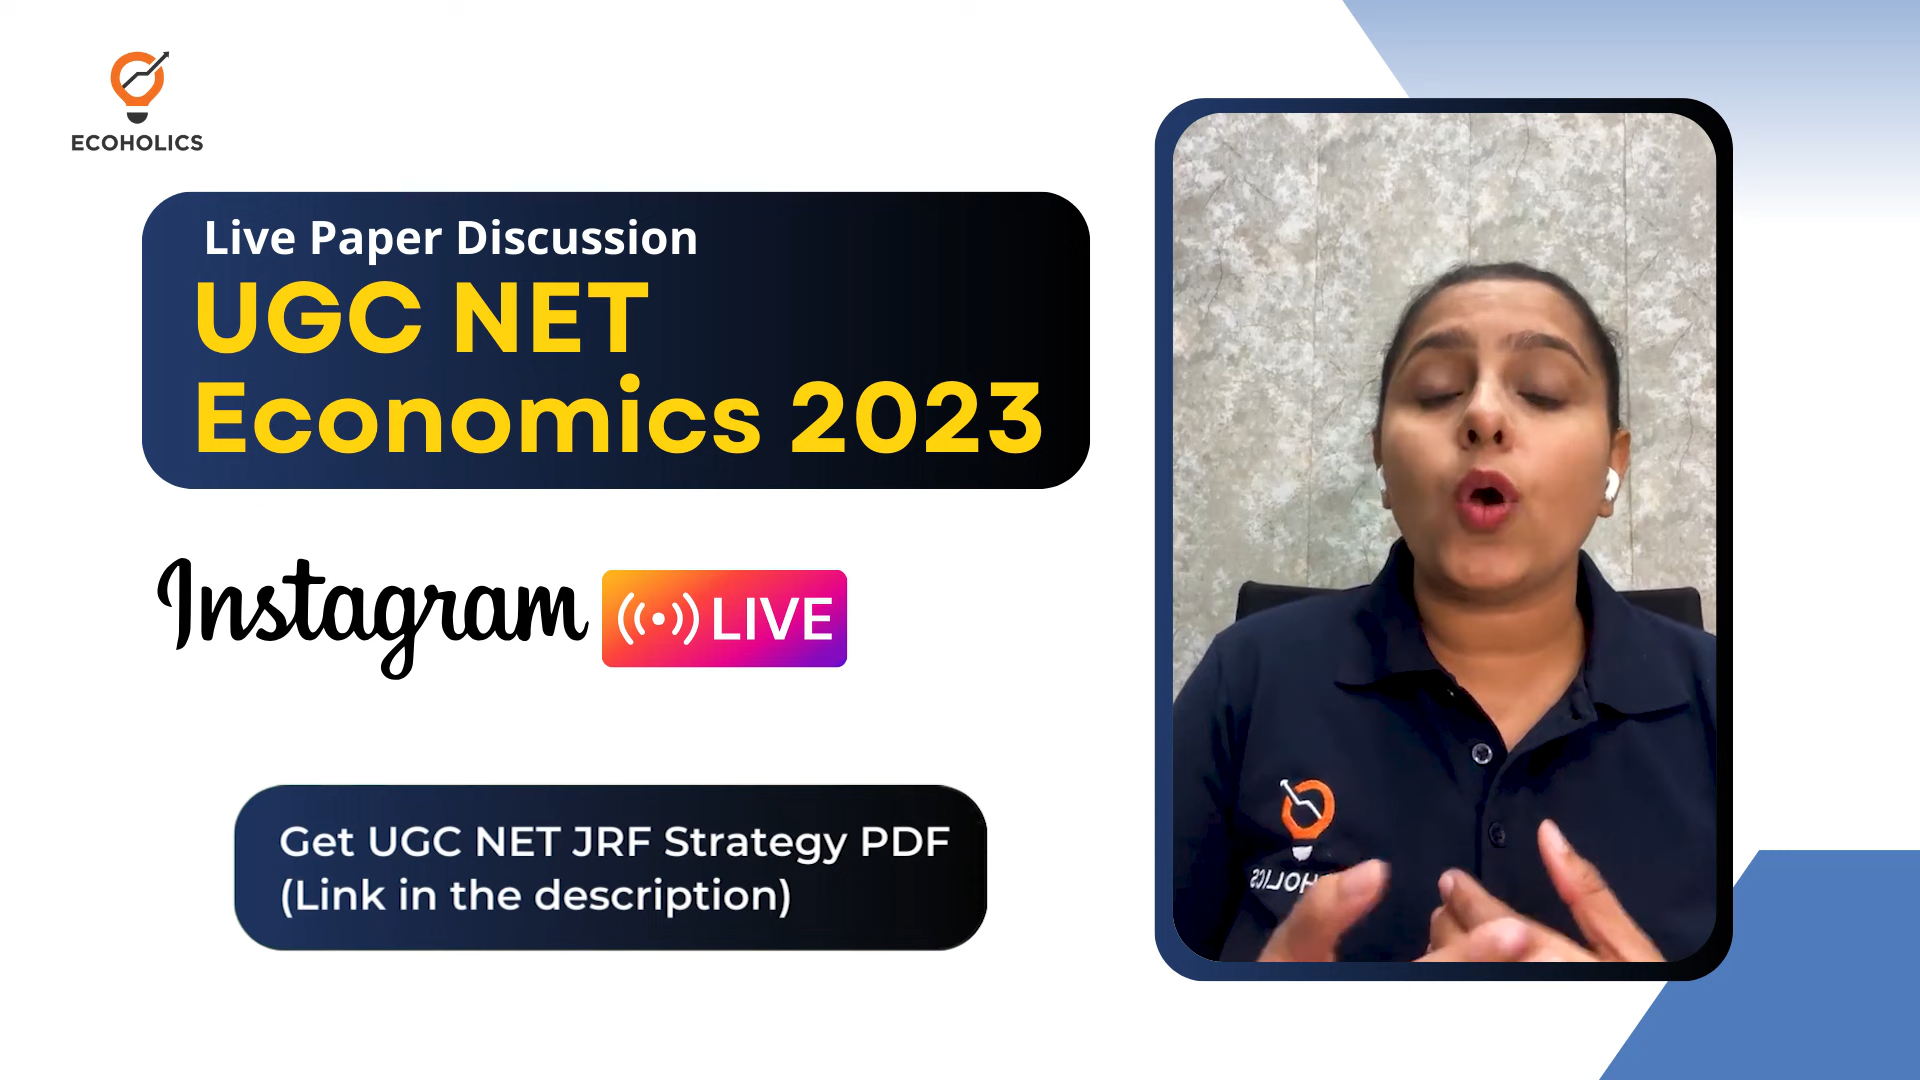 ECOHOLICS
Live Paper Discussion
UGC NET
Economics 2023
Instagram
LIVE
Get UGC NET JRF Strategy PDF
(Link in the description)